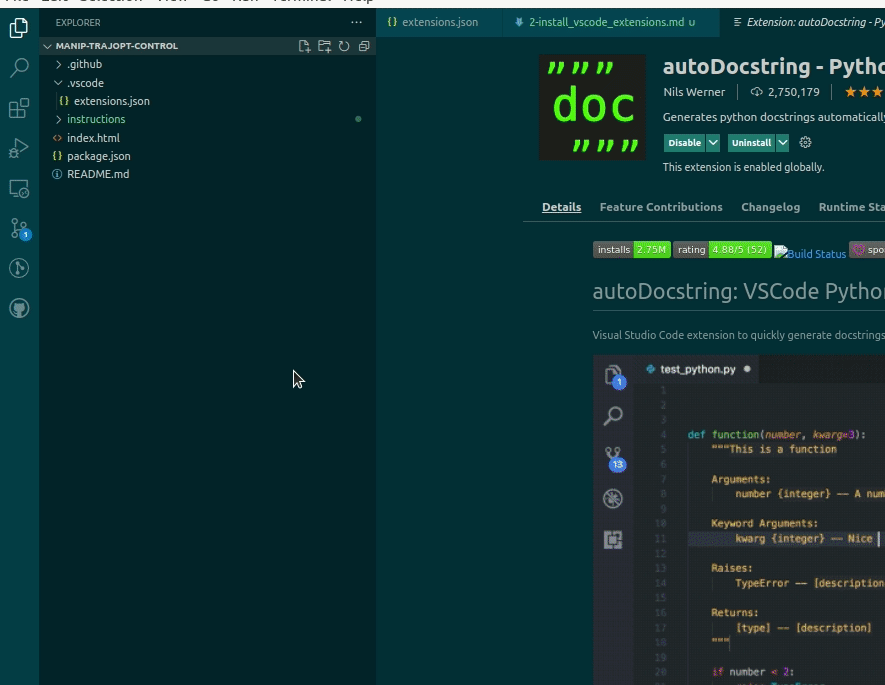 EXPLORER
MANIP-TRAJOPT-CONTROL
.github
.vscode
{} extensions.json
instructions
<> index.html
{} package.json
README.md
1
{} extensions.json
2-install_vscode_extensions.md U
Extension: autoDocstring - Py
””””””
doc
””””””
autoDocstring - Pytho
Nils Werner
2,750,179
★★★
Generates python docstrings automatically
Disable
Uninstall
This extension is enabled globally.
Details
Feature Contributions
Changelog
Runtime Sta
installs 2.75M
rating 4.88/5 (52)
Build Status
spo
autoDocstring: VSCode Pytho
Visual Studio Code extension to quickly generate docstrings
1
13
test_python.py
1
2
3
4 def function(number, kwarg=3):
5 """This is a function
6
7 Arguments:
8 number {integer} -- A num
9
10 Keyword Arguments:
11 kwarg {integer} -- Nice
12
13 Raises:
14 TypeError -- [description
15
16 Returns:
17 [type] -- [description]
18 """
19
20 if number < 2: